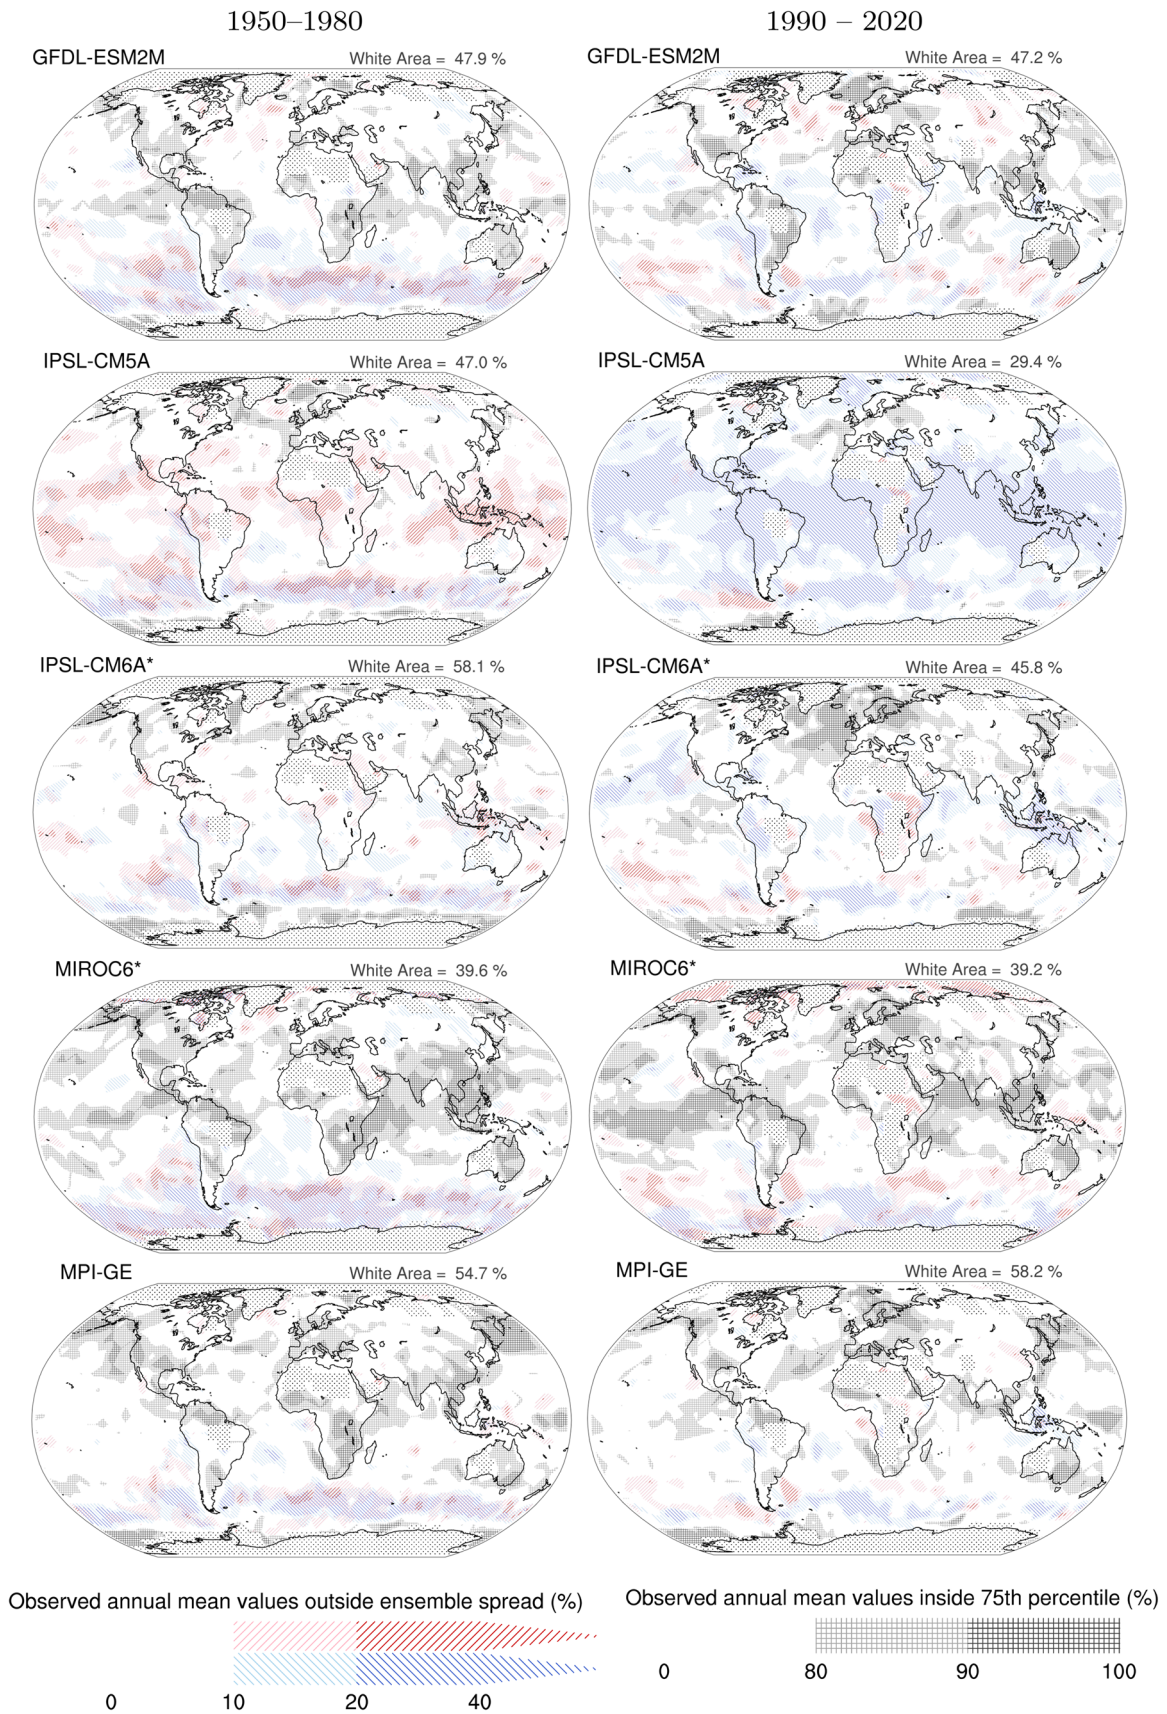 1950–1980 1990 – 2020
GFDL-ESM2M White Area = 47.9 % GFDL-ESM2M White Area = 47.2 %
IPSL-CM5A White Area = 47.0 % IPSL-CM5A White Area = 29.4 %
IPSL-CM6A* White Area = 58.1 % IPSL-CM6A* White Area = 45.8 %
MIROC6* White Area = 39.6 % MIROC6* White Area = 39.2 %
MPI-GE White Area = 54.7 % MPI-GE White Area = 58.2 %
Observed annual mean values outside ensemble spread (%) Observed annual mean values inside 75th percentile (%)
0 10 20 40 0 80 90 100